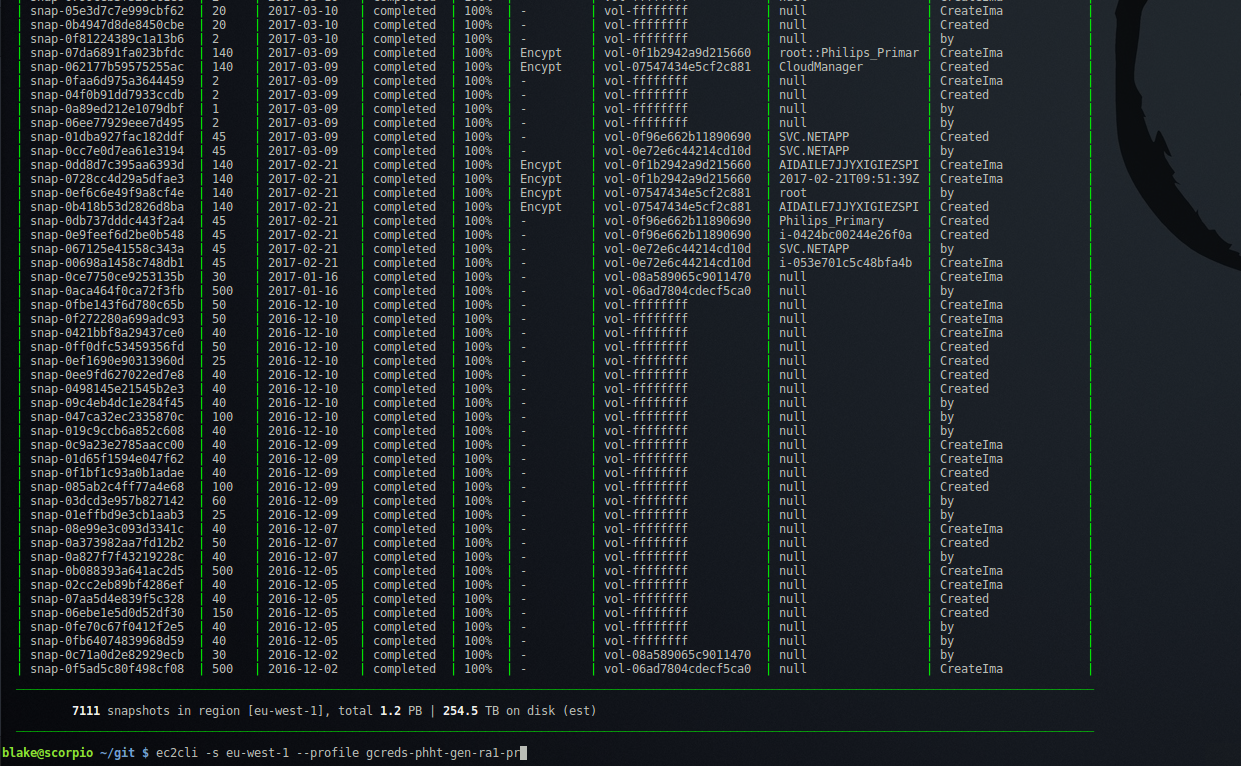 snap-05e3d7c7e999cbf62 | 20 | 2017-03-10 | completed | 100% | - | vol-ffffffff | null | CreateIma |
snap-0b4947d8de8450cbe | 20 | 2017-03-10 | completed | 100% | - | vol-ffffffff | null | Created |
snap-0f81224389c1a13b6 | 2 | 2017-03-10 | completed | 100% | - | vol-ffffffff | null | by |
snap-07da6891fa023bfdc | 140 | 2017-03-09 | completed | 100% | Encypt | vol-0f1b2942a9d215660 | root::Philips_Primar | CreateIma |
snap-062177b59575255ac | 140 | 2017-03-09 | completed | 100% | Encypt | vol-07547434e5cf2c881 | CloudManager | Created |
snap-0faa6d975a3644459 | 2 | 2017-03-09 | completed | 100% | - | vol-ffffffff | null | CreateIma |
snap-04f0b91dd7933ccdb | 2 | 2017-03-09 | completed | 100% | - | vol-ffffffff | null | Created |
snap-0a89ed212e1079dbf | 1 | 2017-03-09 | completed | 100% | - | vol-ffffffff | null | by |
snap-06ee77929eee7d495 | 2 | 2017-03-09 | completed | 100% | - | vol-ffffffff | null | by |
snap-01dba927fac182ddf | 45 | 2017-03-09 | completed | 100% | - | vol-0f96e662b11890690 | SVC.NETAPP | Created |
snap-0cc7e0d7ea61e3194 | 45 | 2017-03-09 | completed | 100% | - | vol-0e72e6c44214cd10d | SVC.NETAPP | by |
snap-0dd8d7c395aa6393d | 140 | 2017-02-21 | completed | 100% | Encypt | vol-0f1b2942a9d215660 | AIDAILE7JJYXIGIEZSPI | CreateIma |
snap-0728cc4d29a5dfae3 | 140 | 2017-02-21 | completed | 100% | Encypt | vol-0f1b2942a9d215660 | 2017-02-21T09:51:39Z | CreateIma |
snap-0ef6c6e49f9a8cf4e | 140 | 2017-02-21 | completed | 100% | Encypt | vol-07547434e5cf2c881 | root | by |
snap-0b418b53d2826d8ba | 140 | 2017-02-21 | completed | 100% | Encypt | vol-07547434e5cf2c881 | AIDAILE7JJYXIGIEZSPI | Created |
snap-0db737dddc443f2a4 | 45 | 2017-02-21 | completed | 100% | - | vol-0f96e662b11890690 | Philips_Primary | Created |
snap-0e9feef6d2be0b548 | 45 | 2017-02-21 | completed | 100% | - | vol-0f96e662b11890690 | i-0424bc00244e26f0a | Created |
snap-067125e41558c343a | 45 | 2017-02-21 | completed | 100% | - | vol-0e72e6c44214cd10d | SVC.NETAPP | by |
snap-00698a1458c748db1 | 45 | 2017-02-21 | completed | 100% | - | vol-0e72e6c44214cd10d | i-053e701c5c48bfa4b | CreateIma |
snap-0ce7750ce9253135b | 30 | 2017-01-16 | completed | 100% | - | vol-08a589065c9011470 | null | CreateIma |
snap-0aca464f0ca72f3fb | 500 | 2017-01-16 | completed | 100% | - | vol-06ad7804cdecf5ca0 | null | by |
snap-0fbe143f6d780c65b | 50 | 2016-12-10 | completed | 100% | - | vol-ffffffff | null | CreateIma |
snap-0f272280a699adc93 | 50 | 2016-12-10 | completed | 100% | - | vol-ffffffff | null | CreateIma |
snap-0421bbf8a29437ce0 | 40 | 2016-12-10 | completed | 100% | - | vol-ffffffff | null | CreateIma |
snap-0ff0dfc53459356fd | 50 | 2016-12-10 | completed | 100% | - | vol-ffffffff | null | Created |
snap-0ef1690e90313960d | 25 | 2016-12-10 | completed | 100% | - | vol-ffffffff | null | Created |
snap-0ee9fd627022ed7e8 | 40 | 2016-12-10 | completed | 100% | - | vol-ffffffff | null | Created |
snap-0498145e21545b2e3 | 40 | 2016-12-10 | completed | 100% | - | vol-ffffffff | null | Created |
snap-09c4eb4dc1e284f45 | 40 | 2016-12-10 | completed | 100% | - | vol-ffffffff | null | by |
snap-047ca32ec2335870c | 100 | 2016-12-10 | completed | 100% | - | vol-ffffffff | null | by |
snap-019c9ccb6a852c608 | 40 | 2016-12-10 | completed | 100% | - | vol-ffffffff | null | by |
snap-0c9a23e2785aacc00 | 40 | 2016-12-09 | completed | 100% | - | vol-ffffffff | null | CreateIma |
snap-01d65f1594e047f62 | 40 | 2016-12-09 | completed | 100% | - | vol-ffffffff | null | CreateIma |
snap-0f1bf1c93a0b1adae | 40 | 2016-12-09 | completed | 100% | - | vol-ffffffff | null | Created |
snap-085ab2c4ff77a4e68 | 100 | 2016-12-09 | completed | 100% | - | vol-ffffffff | null | Created |
snap-03dcd3e957b827142 | 60 | 2016-12-09 | completed | 100% | - | vol-ffffffff | null | by |
snap-01effbd9e3cb1aab3 | 25 | 2016-12-09 | completed | 100% | - | vol-ffffffff | null | by |
snap-08e99e3c093d3341c | 40 | 2016-12-07 | completed | 100% | - | vol-ffffffff | null | CreateIma |
snap-0a373982aa7fd12b2 | 50 | 2016-12-07 | completed | 100% | - | vol-ffffffff | null | Created |
snap-0a827f7f43219228c | 40 | 2016-12-07 | completed | 100% | - | vol-ffffffff | null | by |
snap-0b088393a641ac2d5 | 500 | 2016-12-05 | completed | 100% | - | vol-ffffffff | null | CreateIma |
snap-02cc2eb89bf4286ef | 40 | 2016-12-05 | completed | 100% | - | vol-ffffffff | null | CreateIma |
snap-07aa5d4e839f5c328 | 40 | 2016-12-05 | completed | 100% | - | vol-ffffffff | null | Created |
snap-06ebe1e5d0d52df30 | 150 | 2016-12-05 | completed | 100% | - | vol-ffffffff | null | Created |
snap-0fe70c67f0412f2e5 | 40 | 2016-12-05 | completed | 100% | - | vol-ffffffff | null | by |
snap-0fb64074839968d59 | 40 | 2016-12-05 | completed | 100% | - | vol-ffffffff | null | by |
snap-0c71a0d2e82929ecb | 30 | 2016-12-02 | completed | 100% | - | vol-08a589065c9011470 | null | by |
snap-0f5ad5c80f498cf08 | 500 | 2016-12-02 | completed | 100% | - | vol-06ad7804cdecf5ca0 | null | CreateIma |
7111 snapshots in region [eu-west-1], total 1.2 PB | 254.5 TB on disk (est)
blake@scorpio ~/git $ ec2cli -s eu-west-1 --profile gcreds-phht-gen-ra1-pr